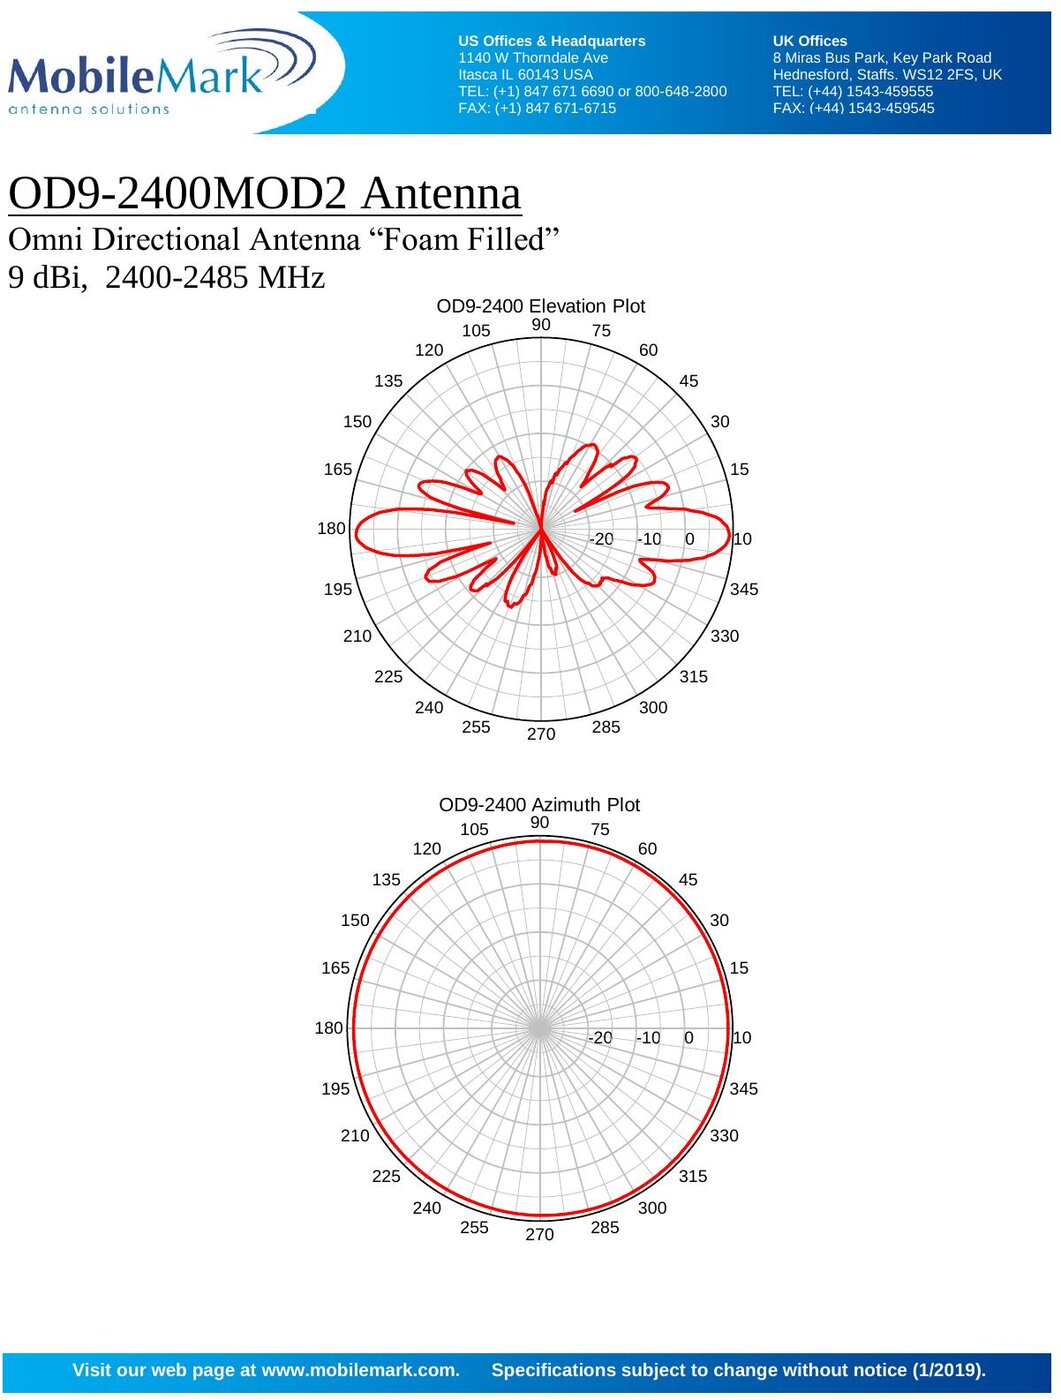 MobileMark
antenna solutions
US Offices & Headquarters
1140 W Thorndale Ave
Itasca IL 60143 USA
TEL: (+1) 847 671 6690 or 800-648-2800
FAX: (+1) 847 671-6715
UK Offices
8 Miras Bus Park, Key Park Road
Hednesford, Staffs. WS12 2FS, UK
TEL: (+44) 1543-459555
FAX: (+44) 1543-459545
OD9-2400MOD2 Antenna
Omni Directional Antenna “Foam Filled”
9 dBi,  2400-2485 MHz
OD9-2400 Elevation Plot
90
105 75
120 60
135 45
150 30
165 15
180 -20 -10 0 10
195 345
210 330
225 315
240 300
255 285
270
OD9-2400 Azimuth Plot
90
105 75
120 60
135 45
150 30
165 15
180 -20 -10 0 10
195 345
210 330
225 315
240 300
255 285
270
Visit our web page at www.mobilemark.com. Specifications subject to change without notice (1/2019).